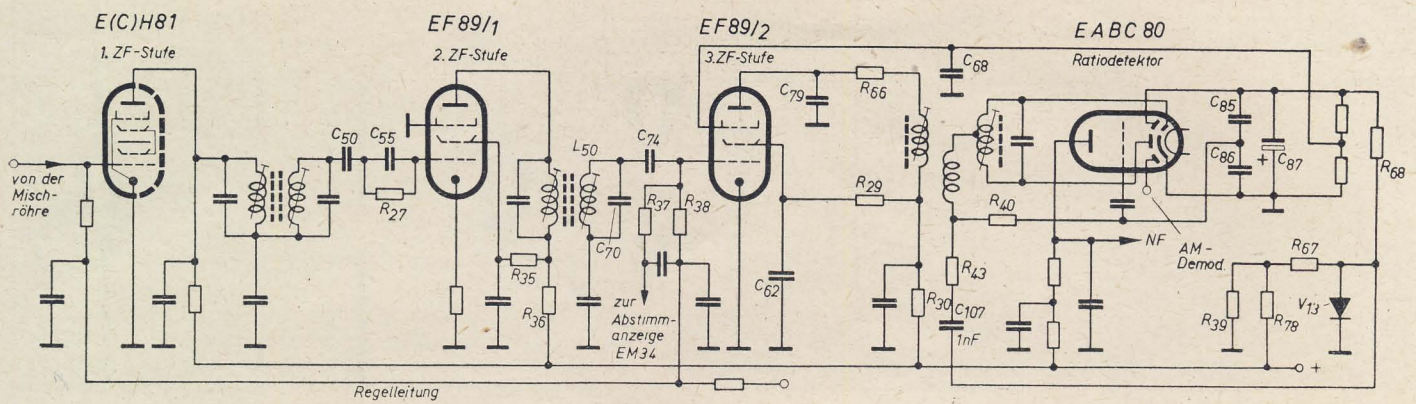 E(C)H81
1. ZF-Stufe
EF89/1
2. ZF-Stufe
EF89/2
3.ZF-Stufe
EABC 80
Ratiodetektor
von der
Misch-
röhre
C50
C55
R27
R35
R36
L50
C70
C74
R37
R38
zur
Abstimm-
anzeige
EM34
C79
R66
C68
C62
R29
R30
R40
R43
C107
1nF
NF
AM-
Demod.
C85
C86
C87
+
R68
R67
R39
R78
V13
+
Regelleitung